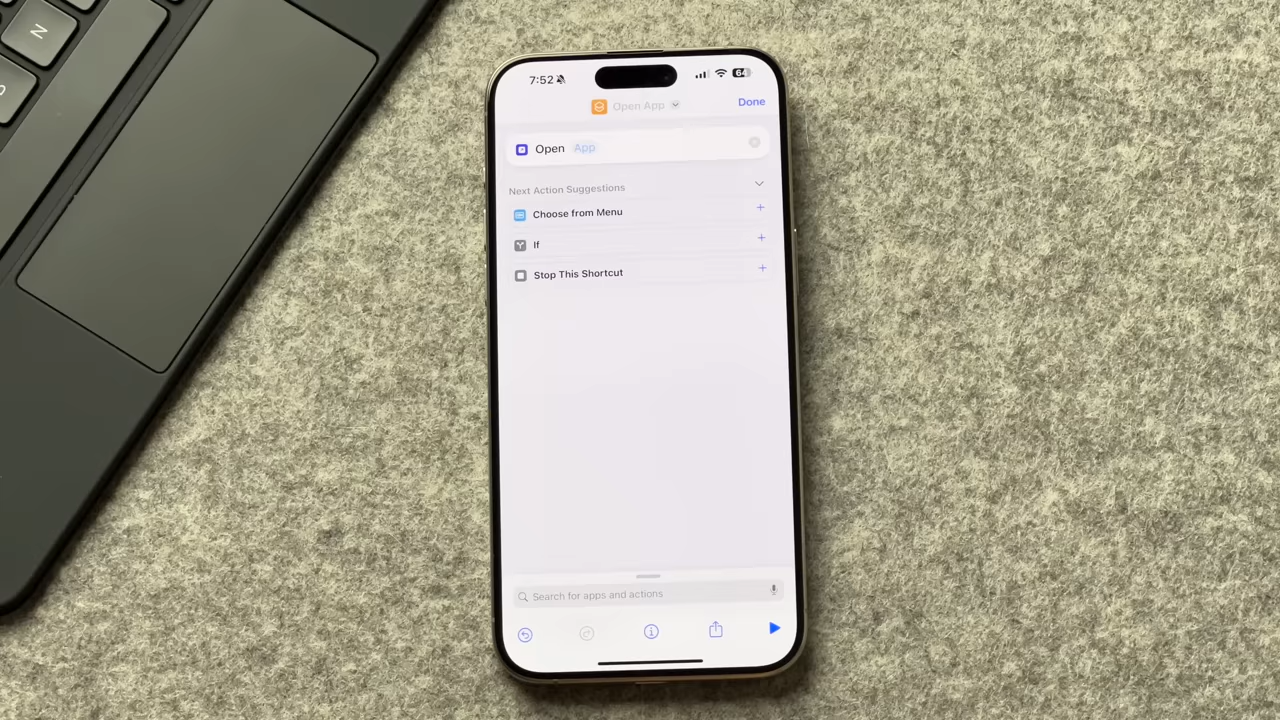 N
7:52 64
Open App Done
Open App
Next Action Suggestions
Choose from Menu
If
Stop This Shortcut
Search for apps and actions